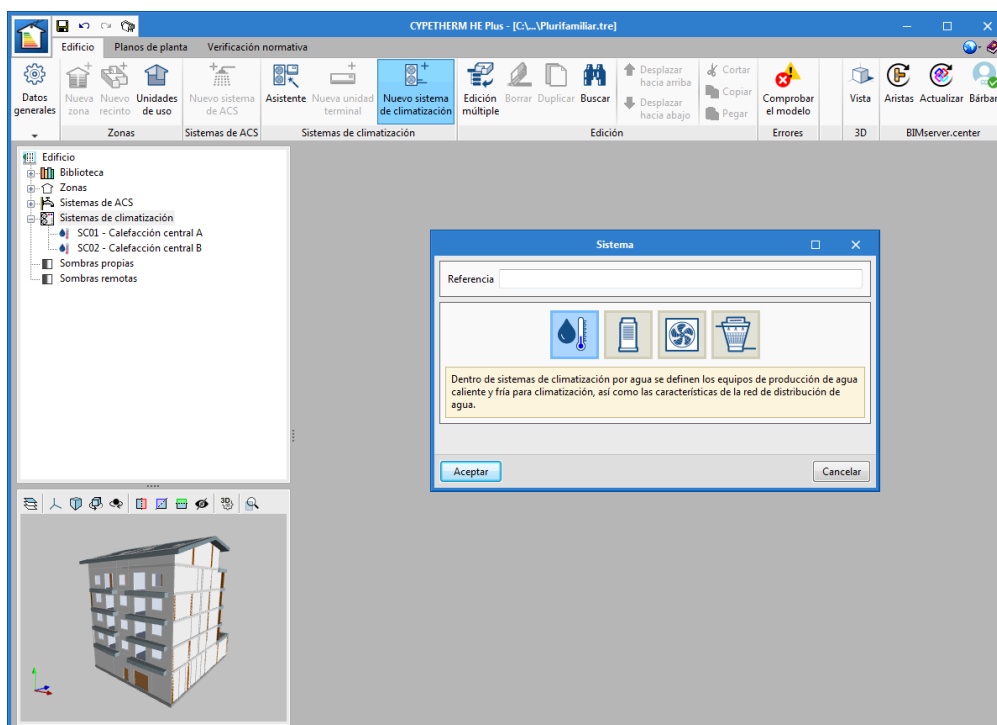 CYPETHERM HE Plus - [C:\...\Plurifamiliar.tre]
Edificio Planos de planta Verificación normativa
Datos generales
Nueva zona
Nuevo recinto
Unidades de uso
Zonas
Nuevo sistema de ACS
Sistemas de ACS
Asistente
Nueva unidad terminal
Nuevo sistema de climatización
Sistemas de climatización
Edición múltiple
Borrar
Duplicar
Buscar
Desplazar hacia arriba
Desplazar hacia abajo
Cortar
Copiar
Pegar
Edición
Comprobar el modelo
Errores
Vista
3D
Aristas
Actualizar
Bárbar
BIMserver.center
Edificio
Biblioteca
Zonas
Sistemas de ACS
Sistemas de climatización
SC01 - Calefacción central A
SC02 - Calefacción central B
Sombras propias
Sombras remotas
Sistema
Referencia
Dentro de sistemas de climatización por agua se definen los equipos de producción de agua
caliente y fría para climatización, así como las características de la red de distribución de
agua.
Aceptar
Cancelar
3D